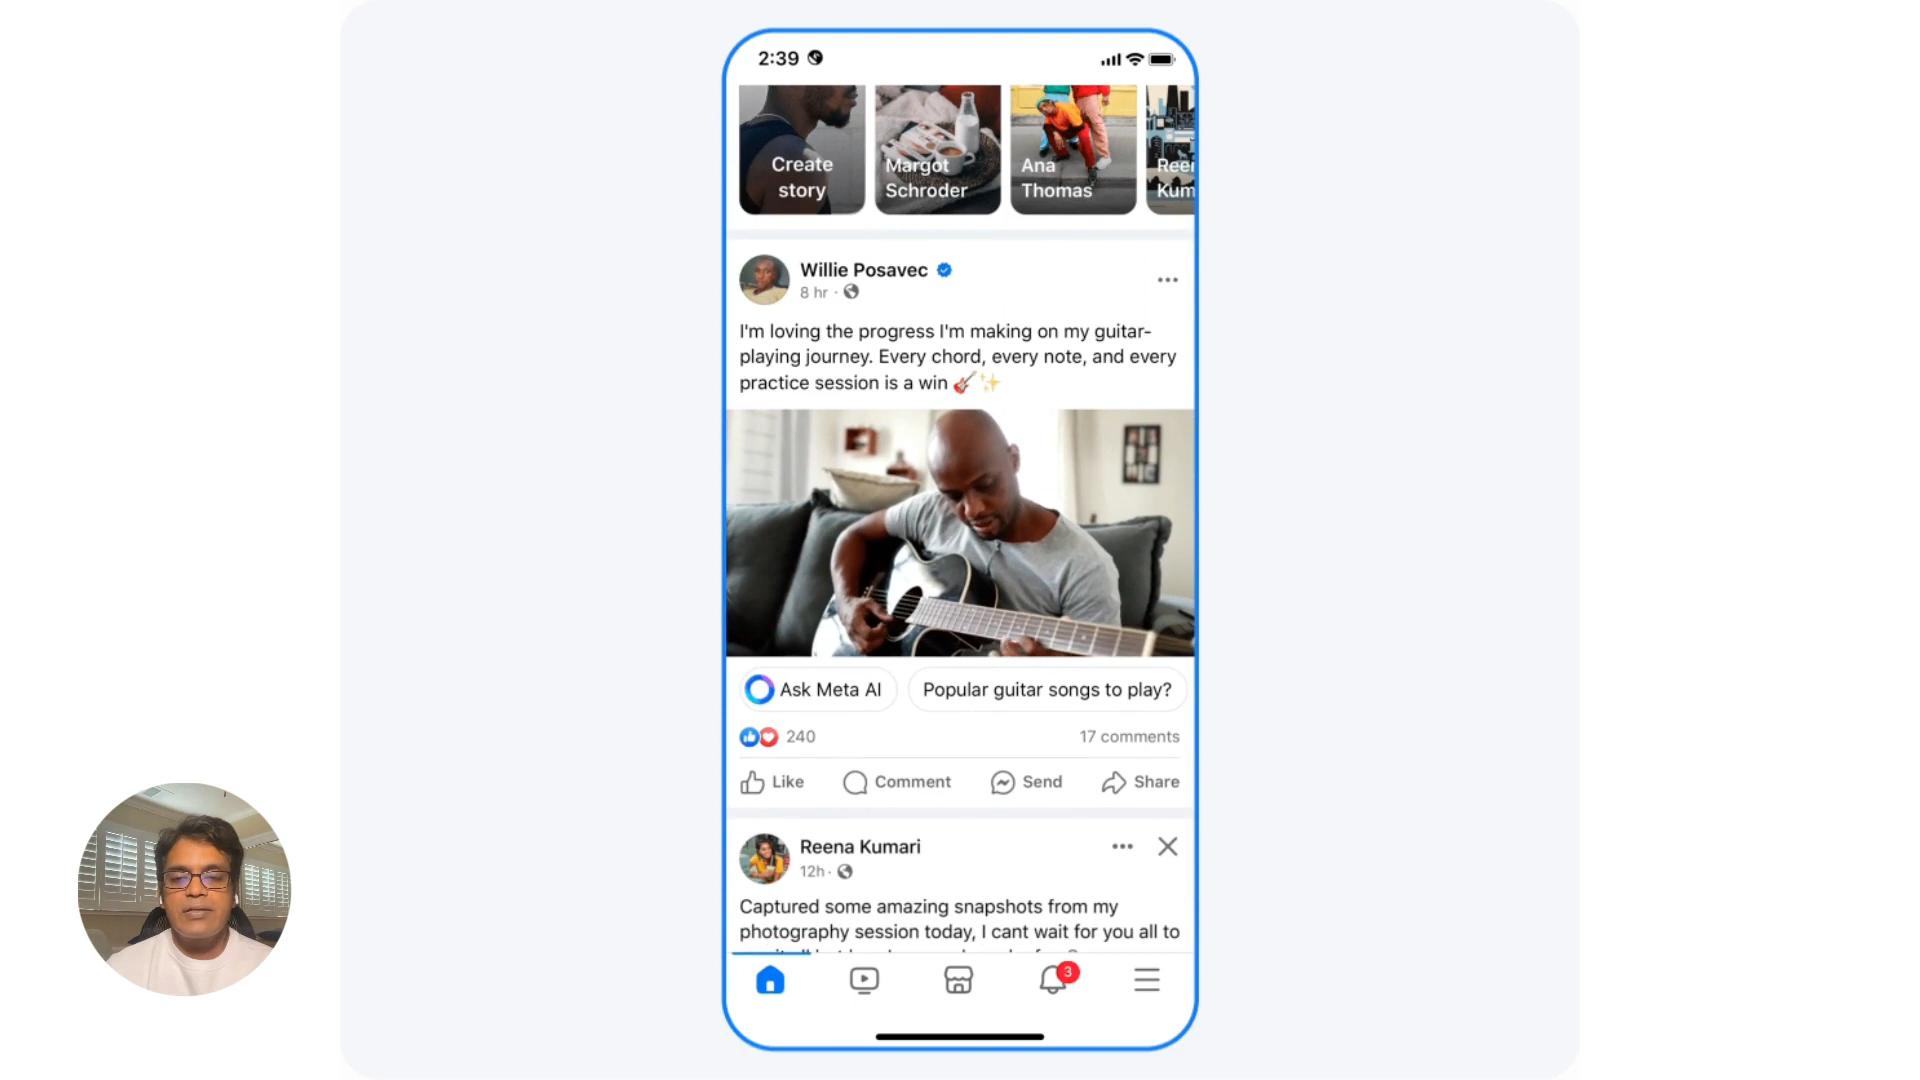 2:39
Create
story
Margot
Schroder
Ana
Thomas
Willie Posavec
8 hr ·
I'm loving the progress I'm making on my guitar-
playing journey. Every chord, every note, and every
practice session is a win 🎸✨
Ask Meta AI
Popular guitar songs to play?
240
17 comments
Like
Comment
Send
Share
Reena Kumari
12h ·
Captured some amazing snapshots from my
photography session today, I cant wait for you all to
3